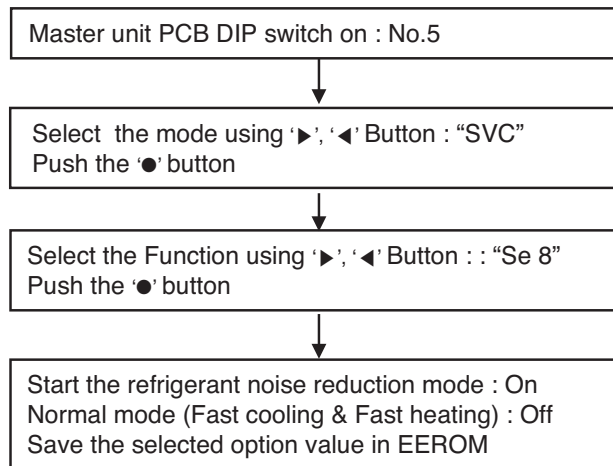 Master unit PCB DIP switch on : No.5
Select the mode using ‘▶’, ‘◀’ Button : “SVC”
Push the ‘●’ button
Select the Function using ‘▶’, ‘◀’ Button : : “Se 8”
Push the ‘●’ button
Start the refrigerant noise reduction mode : On
Normal mode (Fast cooling & Fast heating) : Off
Save the selected option value in EEROM